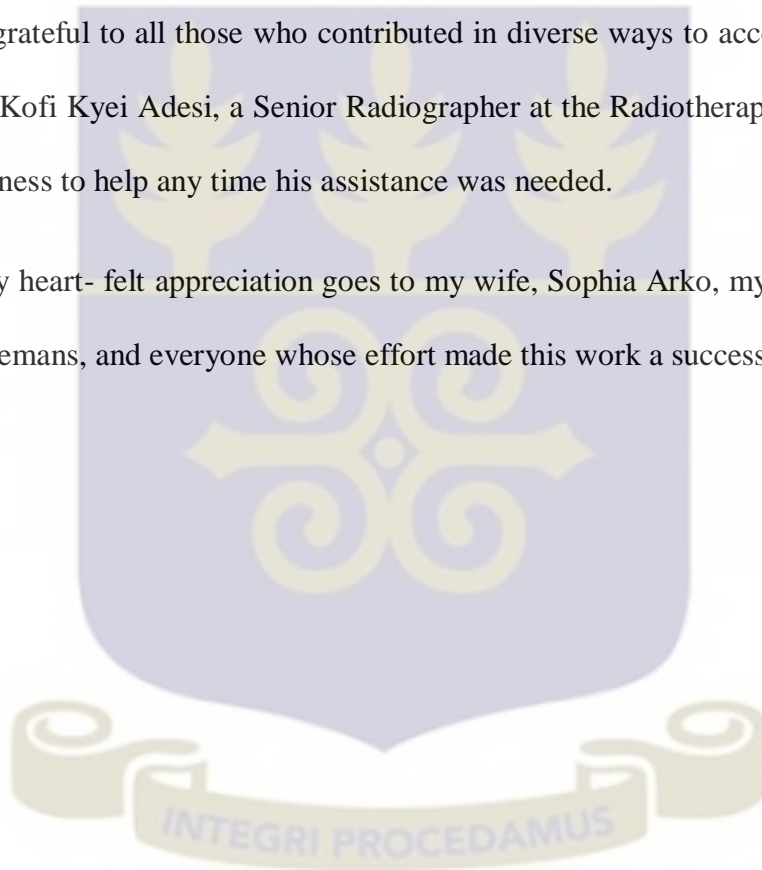 grateful to all those who contributed in diverse ways to acc
Kofi Kyei Adesi, a Senior Radiographer at the Radiotherap
ness to help any time his assistance was needed.
y heart- felt appreciation goes to my wife, Sophia Arko, my
emans, and everyone whose effort made this work a success
INTEGRI PROCEDAMUS